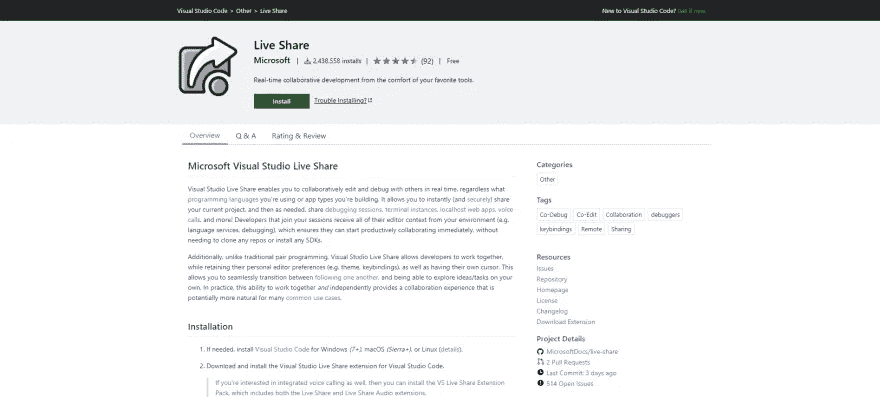 Visual Studio Code > Other > Live Share
New to Visual Studio Code? Get it now.
Live Share
Microsoft | 2,438,558 installs | (92) | Free
Real-time collaborative development from the comfort of your favorite tools.
Install Trouble Installing?
Overview Q & A Rating & Review
Microsoft Visual Studio Live Share
Visual Studio Live Share enables you to collaboratively edit and debug with others in real time, regardless what
programming languages you're using or app types you're building. It allows you to instantly (and securely) share
your current project, and then as needed, share debugging sessions, terminal instances, localhost web apps, voice
calls, and more! Developers that join your sessions receive all of their editor context from your environment (e.g.
language services, debugging), which ensures they can start productively collaborating immediately, without
needing to clone any repos or install any SDKs.
Additionally, unlike traditional pair programming, Visual Studio Live Share allows developers to work together,
while retaining their personal editor preferences (e.g. theme, keybindings), as well as having their own cursor. This
allows you to seamlessly transition between following one another, and being able to explore ideas/tasks on your
own. In practice, this ability to work together and independently provides a collaboration experience that is
potentially more natural for many common use cases.
Installation
1. If needed, install Visual Studio Code for Windows (7+), macOS (Sierra+), or Linux (details).
2. Download and install the Visual Studio Live Share extension for Visual Studio Code.
If you're interested in integrated voice calling as well, then you can install the VS Live Share Extension
Pack, which includes both the Live Share and Live Share Audio extensions.
Categories
Other
Tags
Co-Debug Co-Edit Collaboration debuggers
keybindings Remote Sharing
Resources
Issues
Repository
Homepage
License
Changelog
Download Extension
Project Details
MicrosoftDocs/live-share
2 Pull Requests
Last Commit: 3 days ago
514 Open Issues